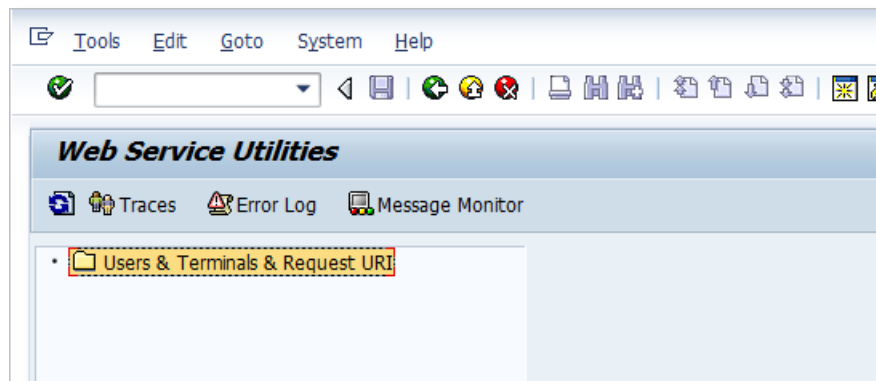 Tools Edit Goto System Help
Web Service Utilities
Traces Error Log Message Monitor
Users & Terminals & Request URI